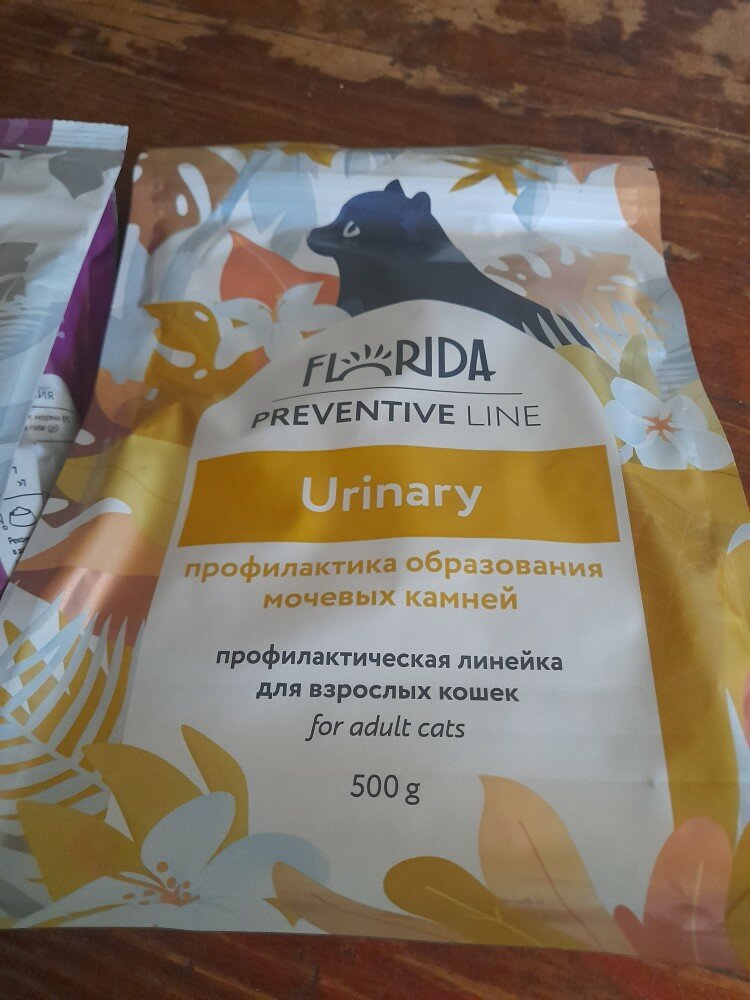 FLORIDA
PREVENTIVE LINE
Urinary
профилактика образования
мочевых камней
профилактическая линейка
для взрослых кошек
for adult cats
500 g